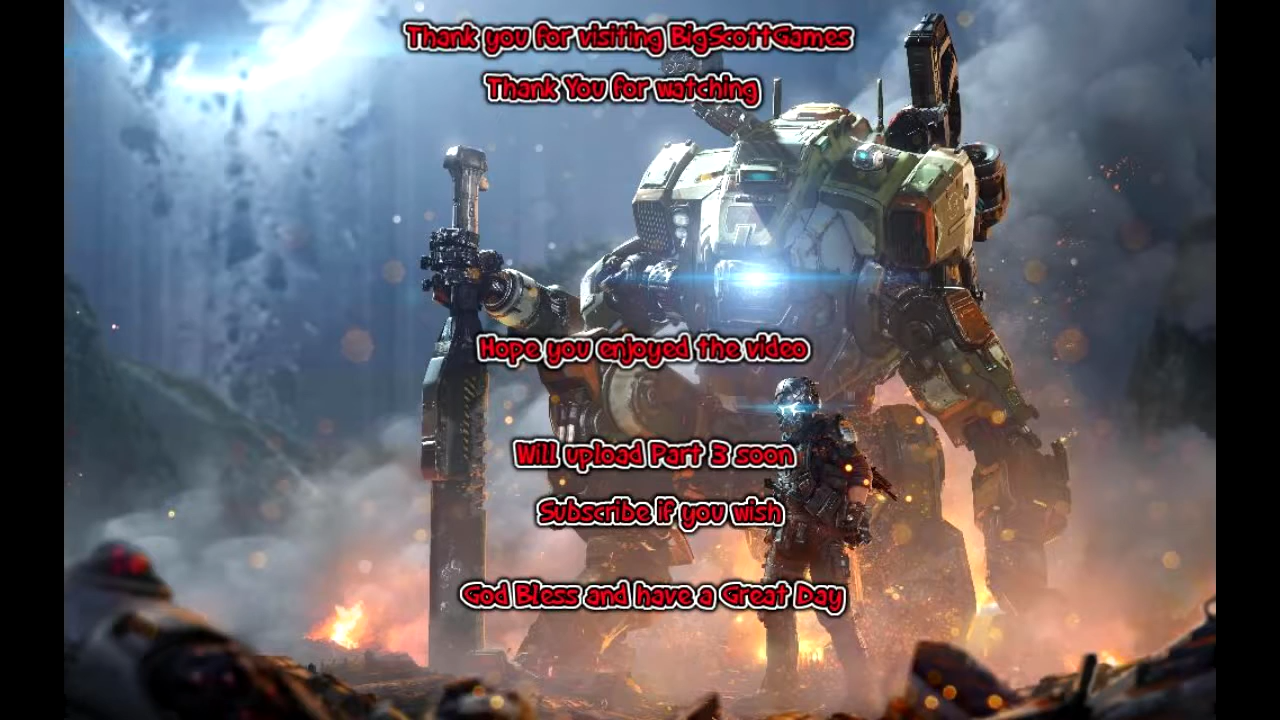 Thank you for visiting BigScottGames
Thank You for watching
Hope you enjoyed the video
Will upload Part 3 soon
Subscribe if you wish
God Bless and have a Great Day